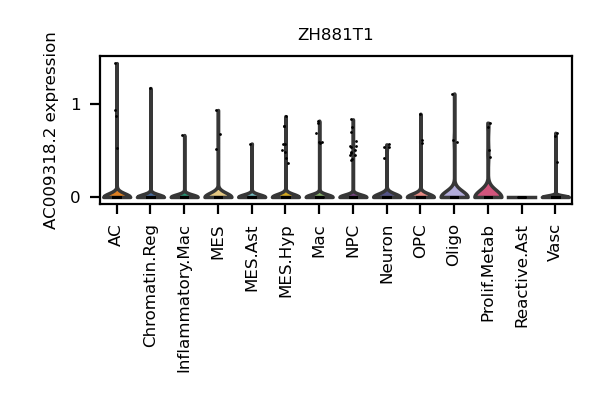 ZH881T1
AC009318.2 expression
1
0
AC
Chromatin.Reg
Inflammatory.Mac
MES
MES.Ast
MES.Hyp
Mac
NPC
Neuron
OPC
Oligo
Prolif.Metab
Reactive.Ast
Vasc